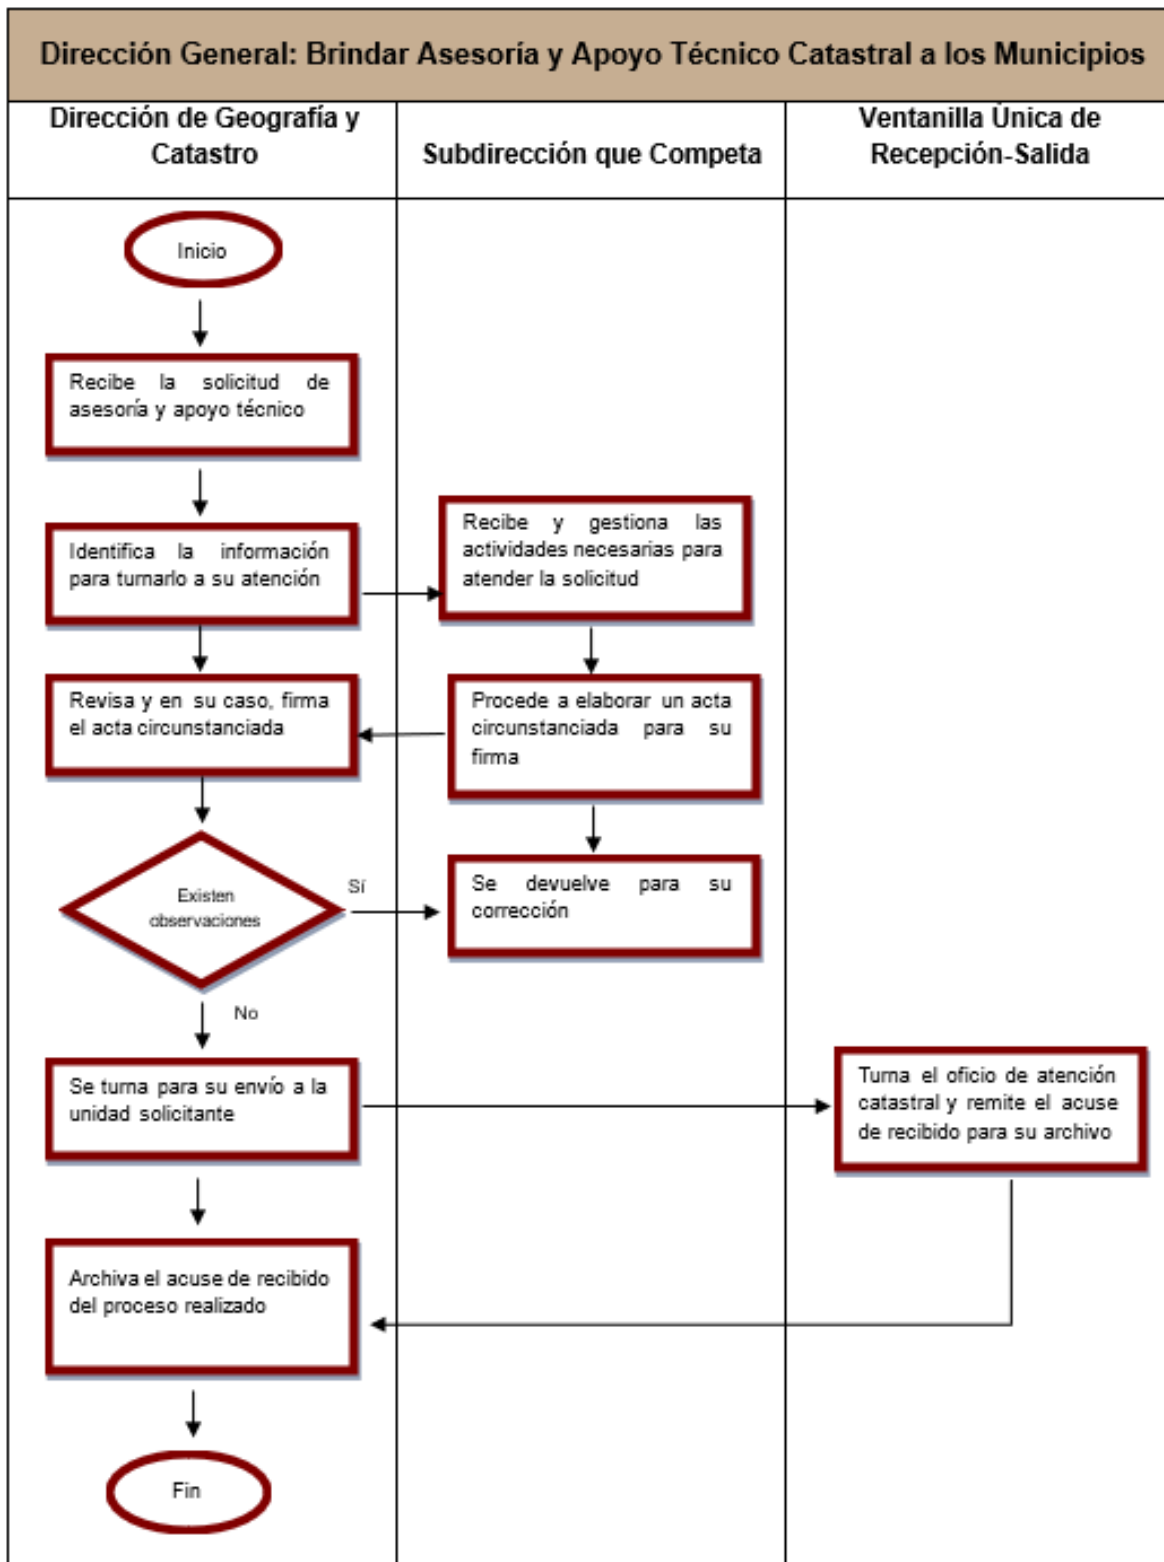 Dirección General: Brindar Asesoría y Apoyo Técnico Catastral a los Municipios
Dirección de Geografía y
Catastro
Subdirección que Competa
Ventanilla Única de
Recepción-Salida
Inicio
Recibe la solicitud de
asesoría y apoyo técnico
Identifica la información
para turnarlo a su atención
Recibe y gestiona las
actividades necesarias para
atender la solicitud
Revisa y en su caso, firma
el acta circunstanciada
Procede a elaborar un acta
circunstanciada para su
firma
Existen
observaciones
Sí
Se devuelve para su
corrección
No
Se turna para su envío a la
unidad solicitante
Turna el oficio de atención
catastral y remite el acuse
de recibido para su archivo
Archiva el acuse de recibido
del proceso realizado
Fin